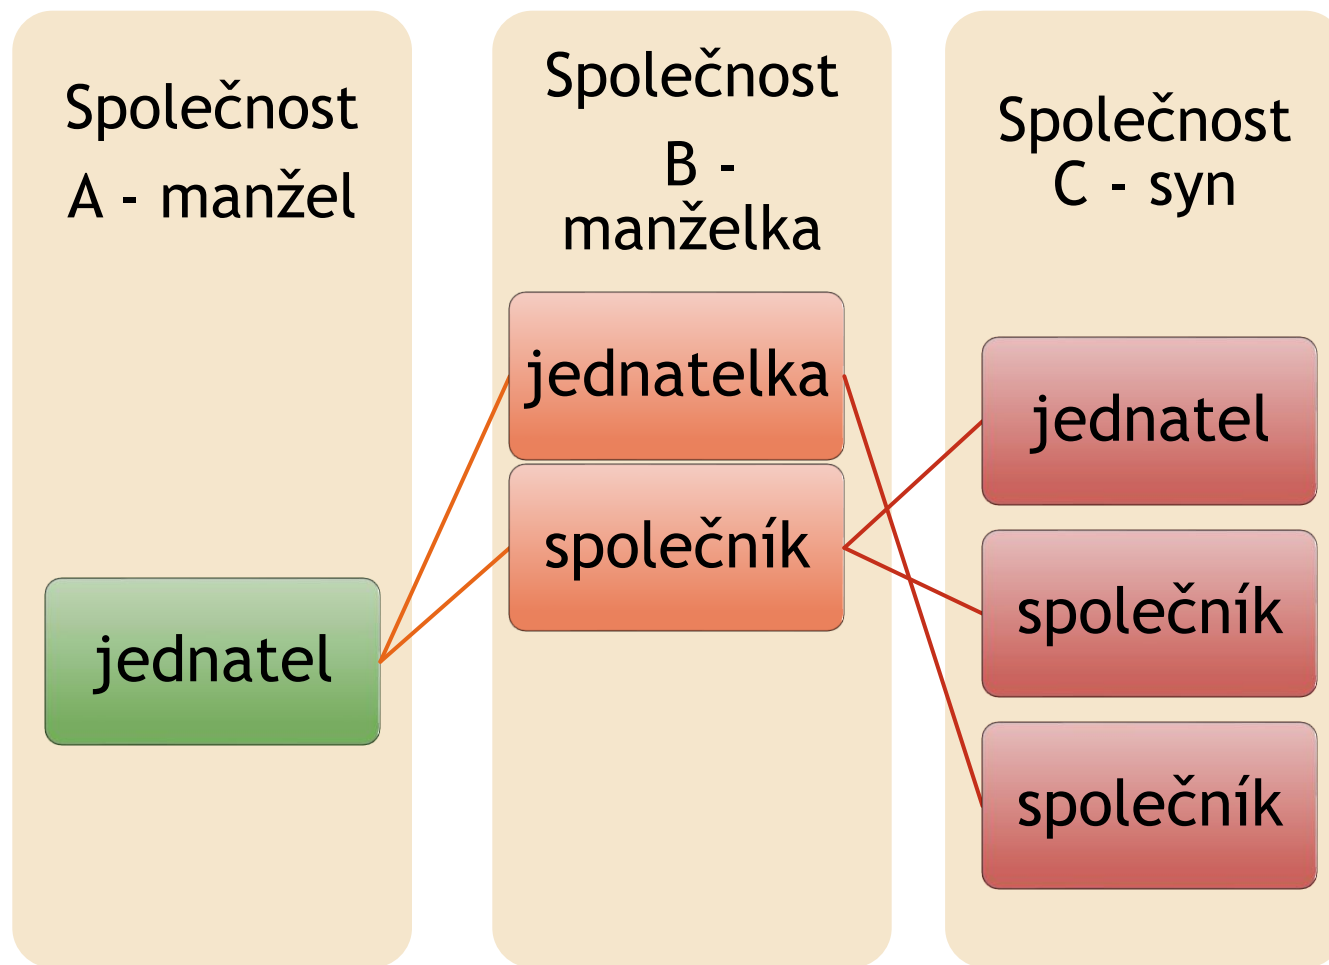 Společnost
A - manžel
jednatel
Společnost
B -
manželka
jednatelka
společník
Společnost
C - syn
jednatel
společník
společník